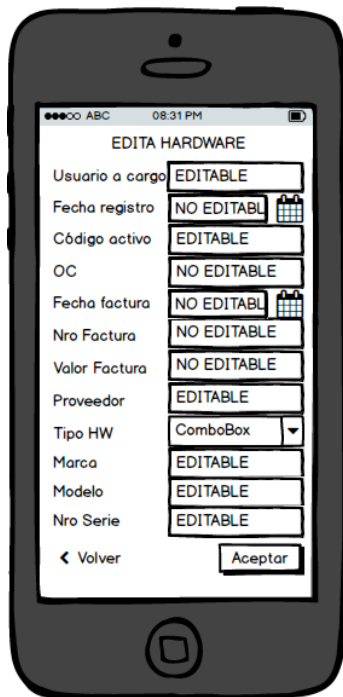 ABC 08:31 PM
EDITA HARDWARE
Usuario a cargo EDITABLE
Fecha registro NO EDITABL
Código activo EDITABLE
OC NO EDITABLE
Fecha factura NO EDITABL
Nro Factura NO EDITABLE
Valor Factura NO EDITABLE
Proveedor EDITABLE
Tipo HW ComboBox
Marca EDITABLE
Modelo EDITABLE
Nro Serie EDITABLE
Volver Aceptar